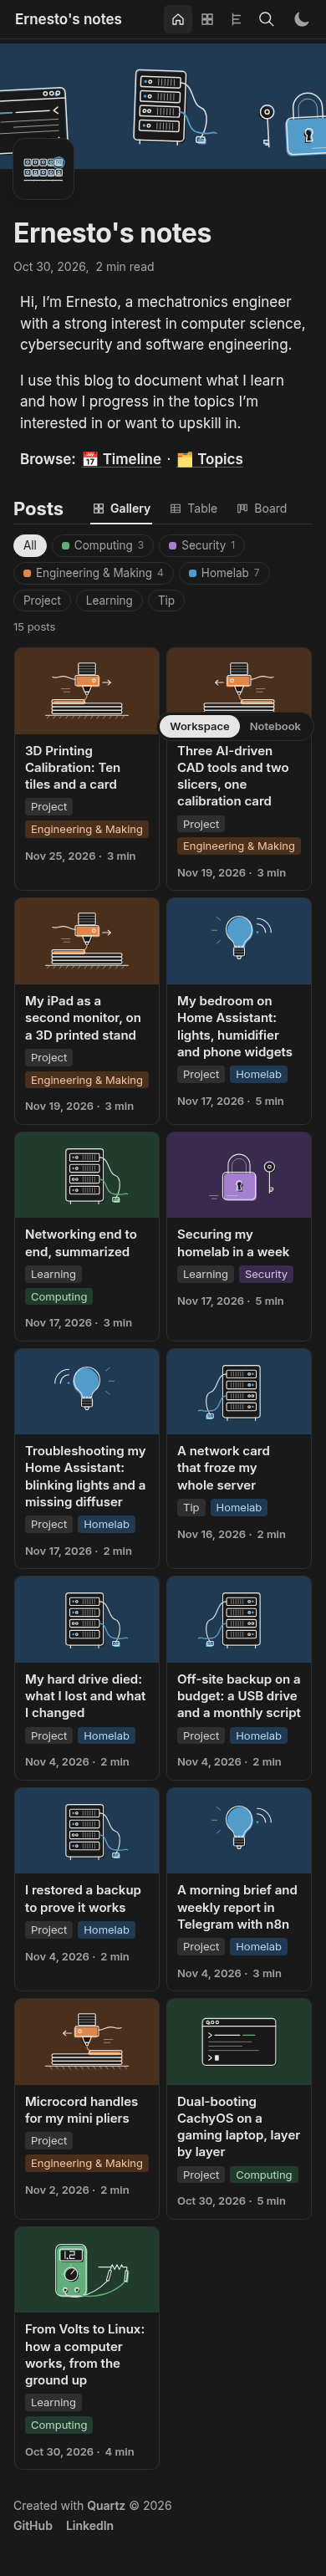 Ernesto's notes
Ernesto's notes
Oct 30, 2026, 2 min read
Hi, I’m Ernesto, a mechatronics engineer
with a strong interest in computer science,
cybersecurity and software engineering.
I use this blog to document what I learn
and how I progress in the topics I’m
interested in or want to upskill in.
Browse: 📅 Timeline · 🗂️ Topics
Posts Gallery Table Board
All Computing 3 Security 1
Engineering & Making 4 Homelab 7
Project Learning Tip
15 posts
Workspace Notebook
3D Printing
Calibration: Ten
tiles and a card
Project
Engineering & Making
Nov 25, 2026 · 3 min
Three AI-driven
CAD tools and two
slicers, one
calibration card
Project
Engineering & Making
Nov 19, 2026 · 3 min
My iPad as a
second monitor, on
a 3D printed stand
Project
Engineering & Making
Nov 19, 2026 · 3 min
My bedroom on
Home Assistant:
lights, humidifier
and phone widgets
Project Homelab
Nov 17, 2026 · 5 min
Networking end to
end, summarized
Learning
Computing
Nov 17, 2026 · 3 min
Securing my
homelab in a week
Learning Security
Nov 17, 2026 · 5 min
Troubleshooting my
Home Assistant:
blinking lights and a
missing diffuser
Project Homelab
Nov 17, 2026 · 2 min
A network card
that froze my
whole server
Tip Homelab
Nov 16, 2026 · 2 min
My hard drive died:
what I lost and what
I changed
Project Homelab
Nov 4, 2026 · 2 min
Off-site backup on a
budget: a USB drive
and a monthly script
Project Homelab
Nov 4, 2026 · 2 min
I restored a backup
to prove it works
Project Homelab
Nov 4, 2026 · 2 min
A morning brief and
weekly report in
Telegram with n8n
Project Homelab
Nov 4, 2026 · 3 min
Microcord handles
for my mini pliers
Project
Engineering & Making
Nov 2, 2026 · 2 min
Dual-booting
CachyOS on a
gaming laptop, layer
by layer
Project Computing
Oct 30, 2026 · 5 min
1.2
From Volts to Linux:
how a computer
works, from the
ground up
Learning
Computing
Oct 30, 2026 · 4 min
Created with Quartz © 2026
GitHub LinkedIn